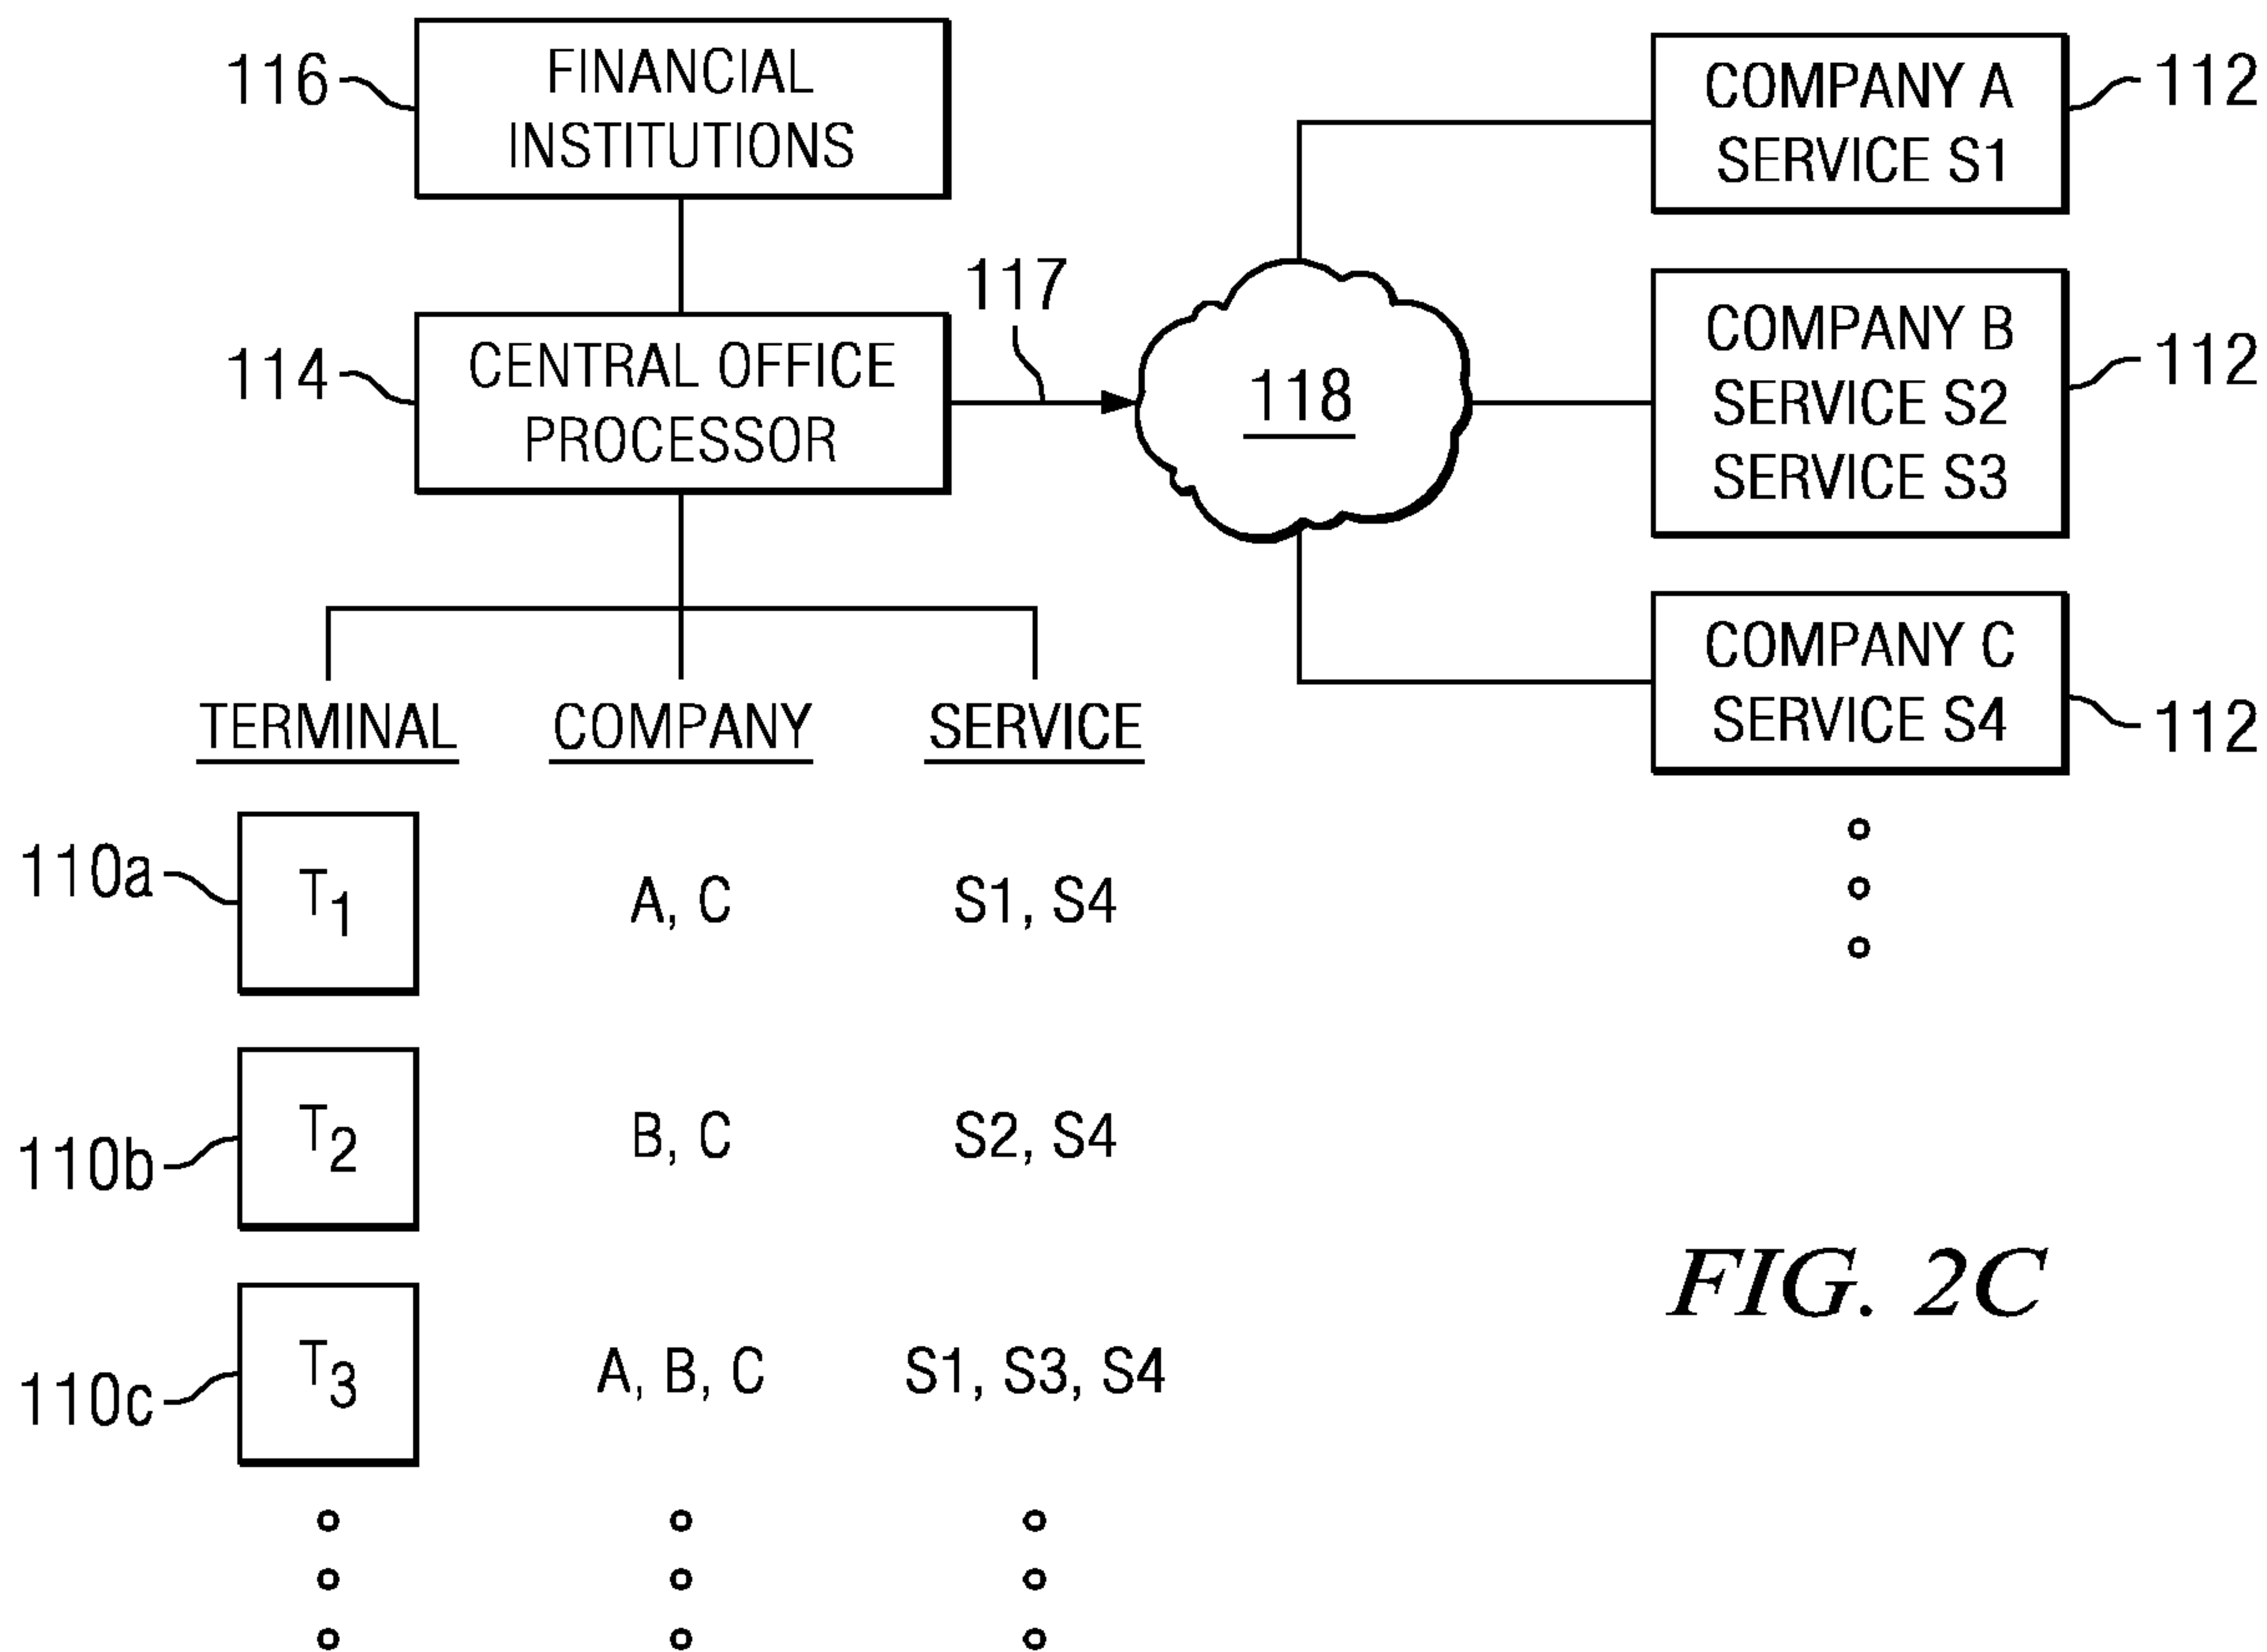 116
FINANCIAL
INSTITUTIONS
COMPANY A
SERVICE S1
112
117
114
CENTRAL OFFICE
PROCESSOR
118
COMPANY B
SERVICE S2
SERVICE S3
112
COMPANY C
SERVICE S4
112
TERMINAL COMPANY SERVICE
110a T1 A, C S1, S4
110b T2 B, C S2, S4
110c T3 A, B, C S1, S3, S4
FIG. 2C